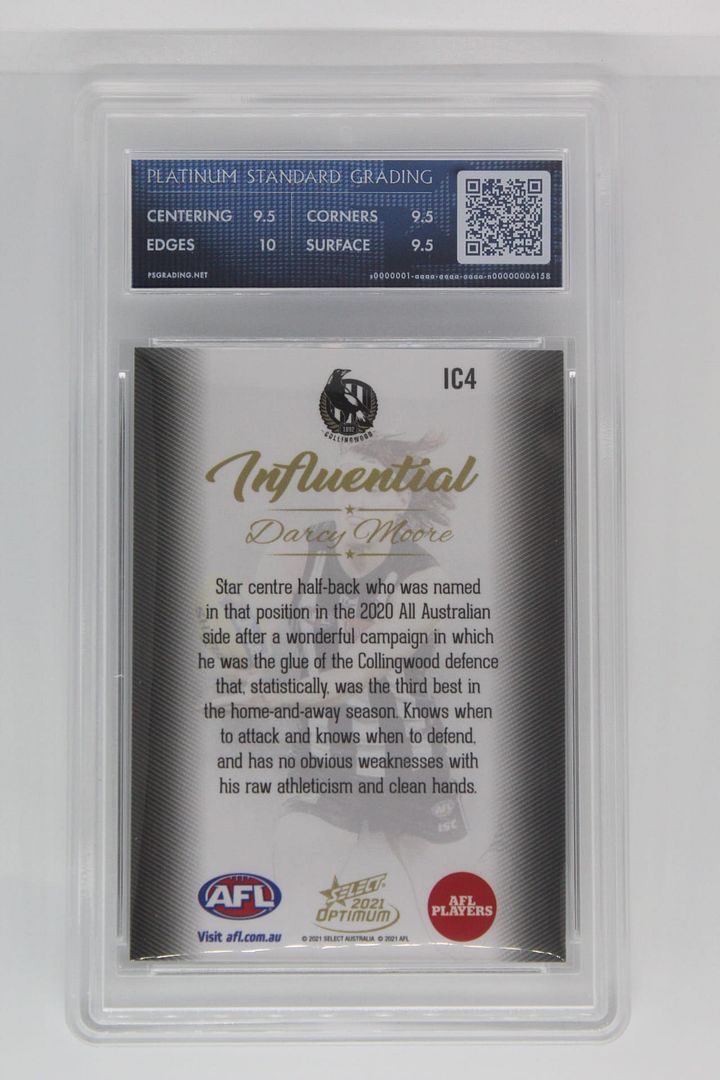 PLATINUM STANDARD GRADING
CENTERING 9.5 CORNERS 9.5
EDGES 10 SURFACE 9.5
PSGRADING.NET
s0000001-aaaa-aaaa-aaaa-n00000006158
IC4
1892
COLLINGWOOD
Influential
Darcy Moore
Star centre half-back who was named
in that position in the 2020 All Australian
side after a wonderful campaign in which
he was the glue of the Collingwood defence
that, statistically, was the third best in
the home-and-away season. Knows when
to attack and knows when to defend,
and has no obvious weaknesses with
his raw athleticism and clean hands.
AFL
ISC
AFL
Visit afl.com.au
SELECT
2021
OPTIMUM
© 2021 SELECT AUSTRALIA © 2021 AFL
AFL
PLAYERS